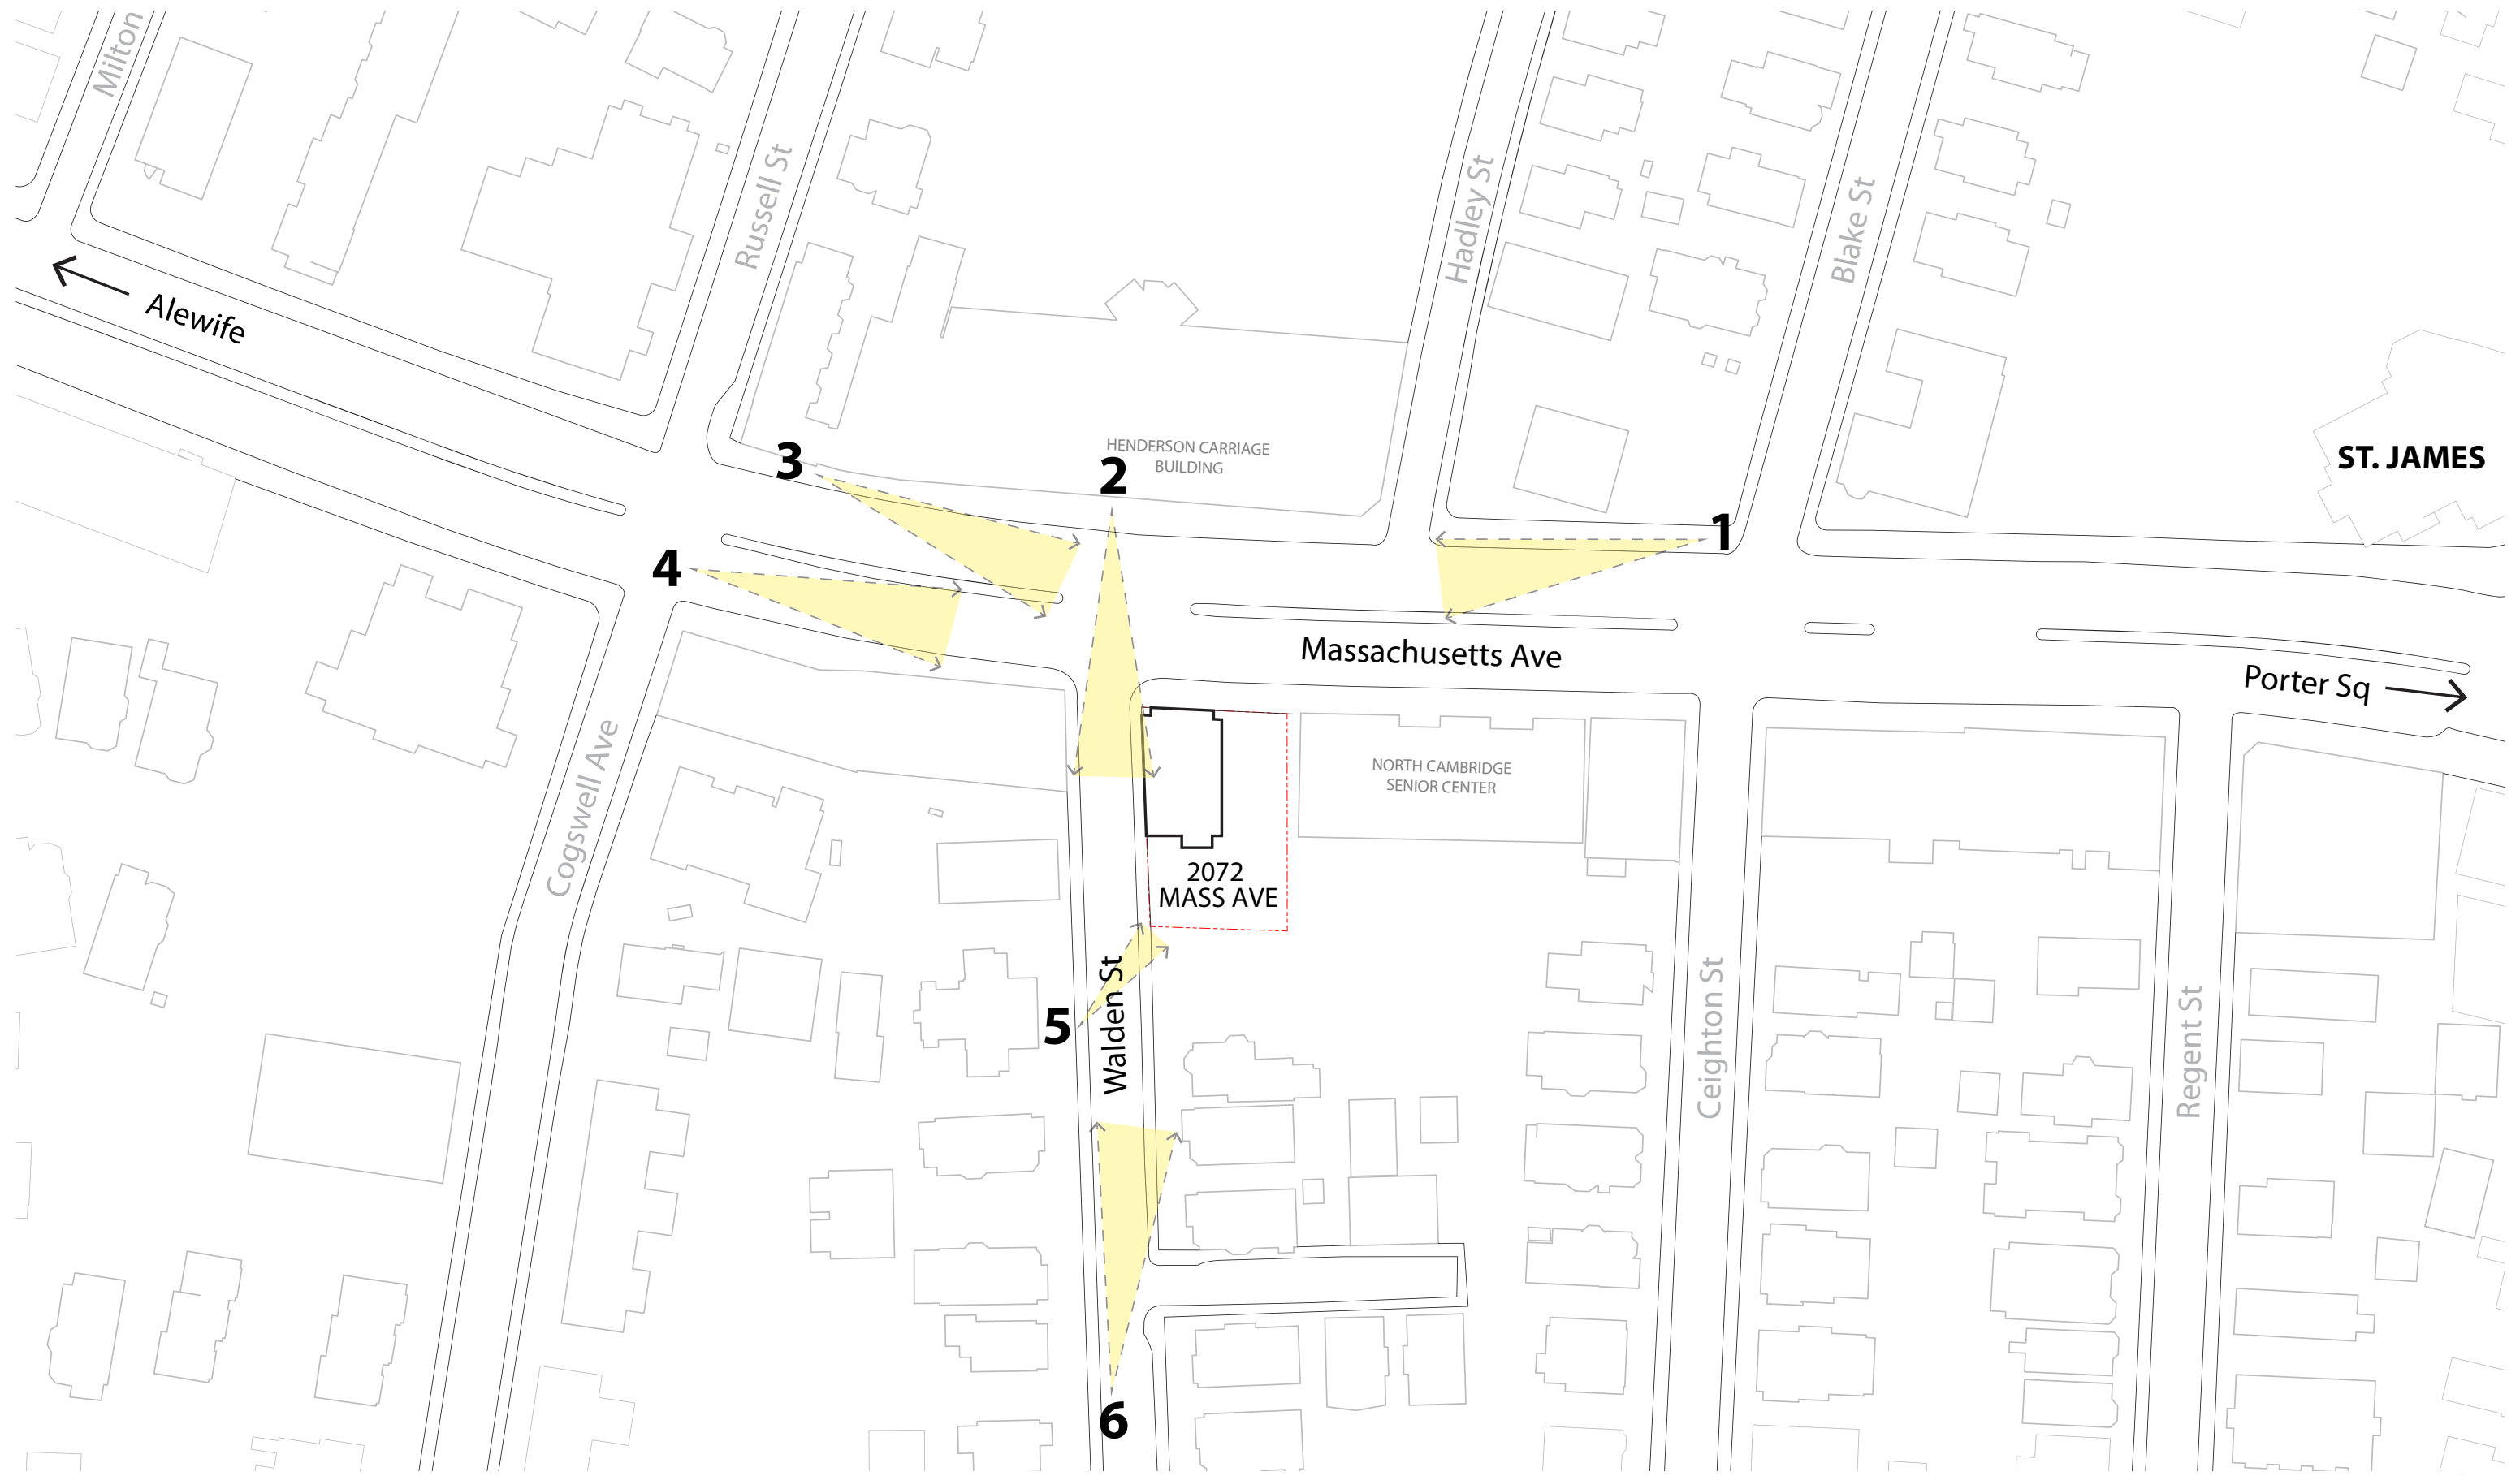 Milton
Russell St
Hadley St
Blake St
Alewife
3
HENDERSON CARRIAGE
BUILDING
2
ST. JAMES
1
4
Massachusetts Ave
Porter Sq
Cogswell Ave
NORTH CAMBRIDGE
SENIOR CENTER
2072
MASS AVE
5
Walden St
Ceighton St
Regent St
6